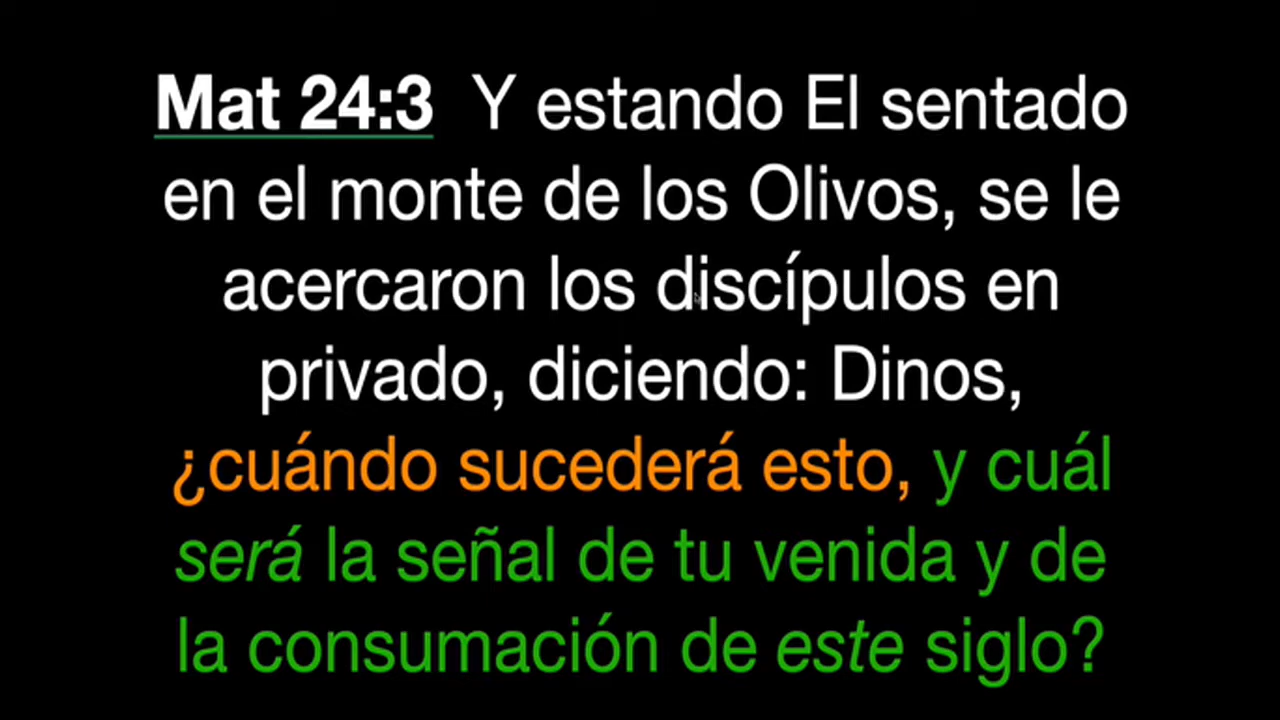 Mat 24:3 Y estando El sentado
en el monte de los Olivos, se le
acercaron los discípulos en
privado, diciendo: Dinos,
¿cuándo sucederá esto, y cuál
será la señal de tu venida y de
la consumación de este siglo?